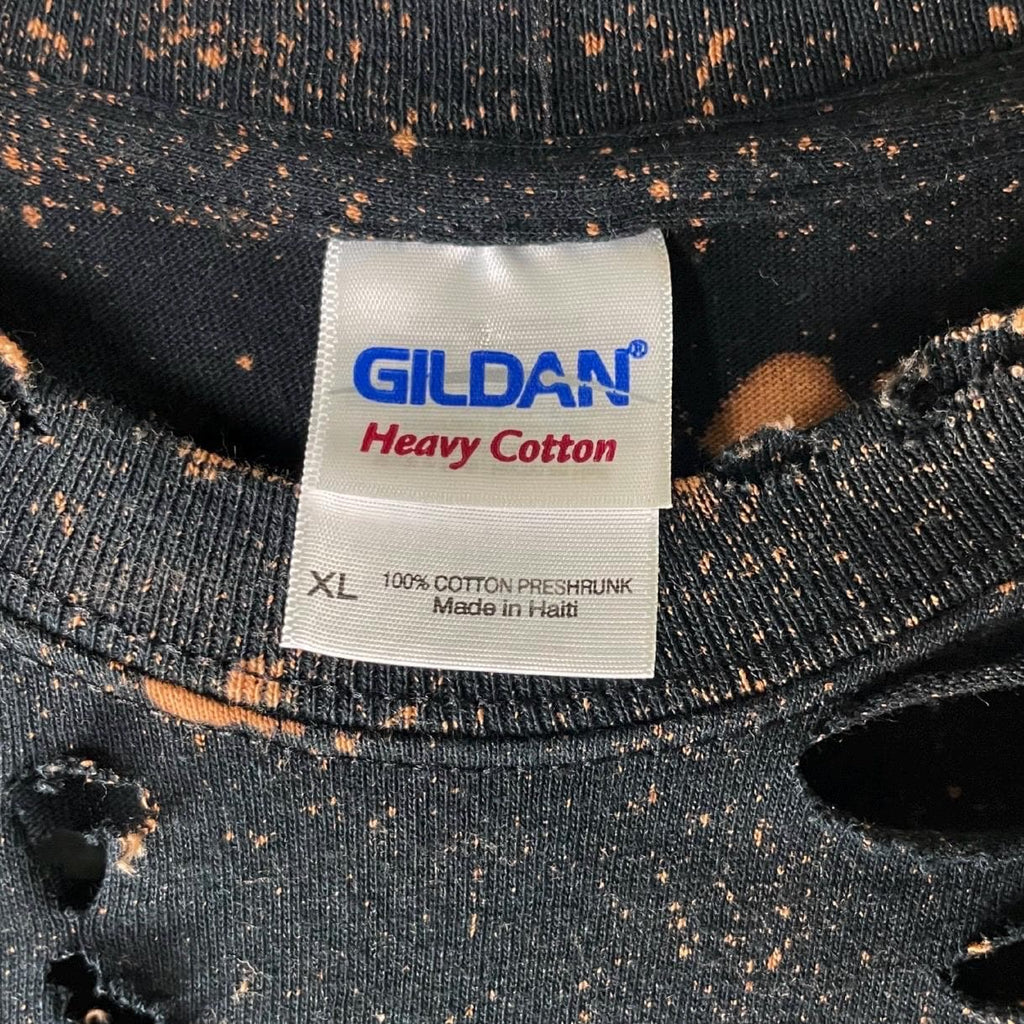 GILDAN®
Heavy Cotton
XL 100% COTTON PRESHRUNK
Made in Haiti